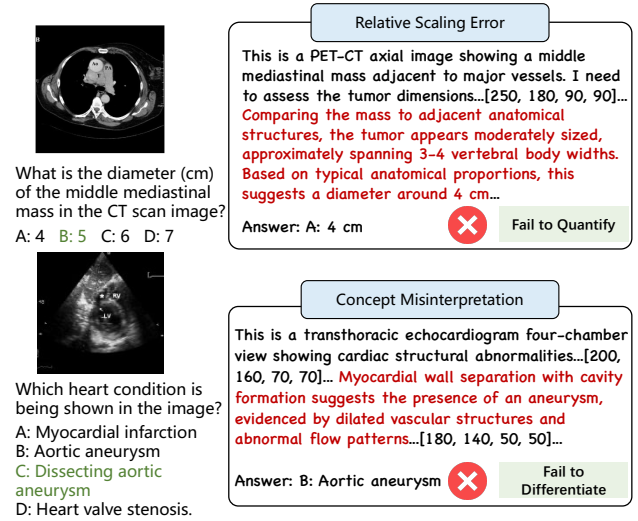 Relative Scaling Error
B
Ao
PA
This is a PET-CT axial image showing a middle
mediastinal mass adjacent to major vessels. I need
to assess the tumor dimensions...[250, 180, 90, 90]...
Comparing the mass to adjacent anatomical
structures, the tumor appears moderately sized,
approximately spanning 3-4 vertebral body widths.
Based on typical anatomical proportions, this
suggests a diameter around 4 cm...
Answer: A: 4 cm
Fail to Quantify
What is the diameter (cm)
of the middle mediastinal
mass in the CT scan image?
A: 4 B: 5 C: 6 D: 7
RV
LV
Concept Misinterpretation
This is a transthoracic echocardiogram four-chamber
view showing cardiac structural abnormalities...[200,
160, 70, 70]... Myocardial wall separation with cavity
formation suggests the presence of an aneurysm,
evidenced by dilated vascular structures and
abnormal flow patterns...[180, 140, 50, 50]...
Answer: B: Aortic aneurysm
Fail to
Differentiate
Which heart condition is
being shown in the image?
A: Myocardial infarction
B: Aortic aneurysm
C: Dissecting aortic
aneurysm
D: Heart valve stenosis.